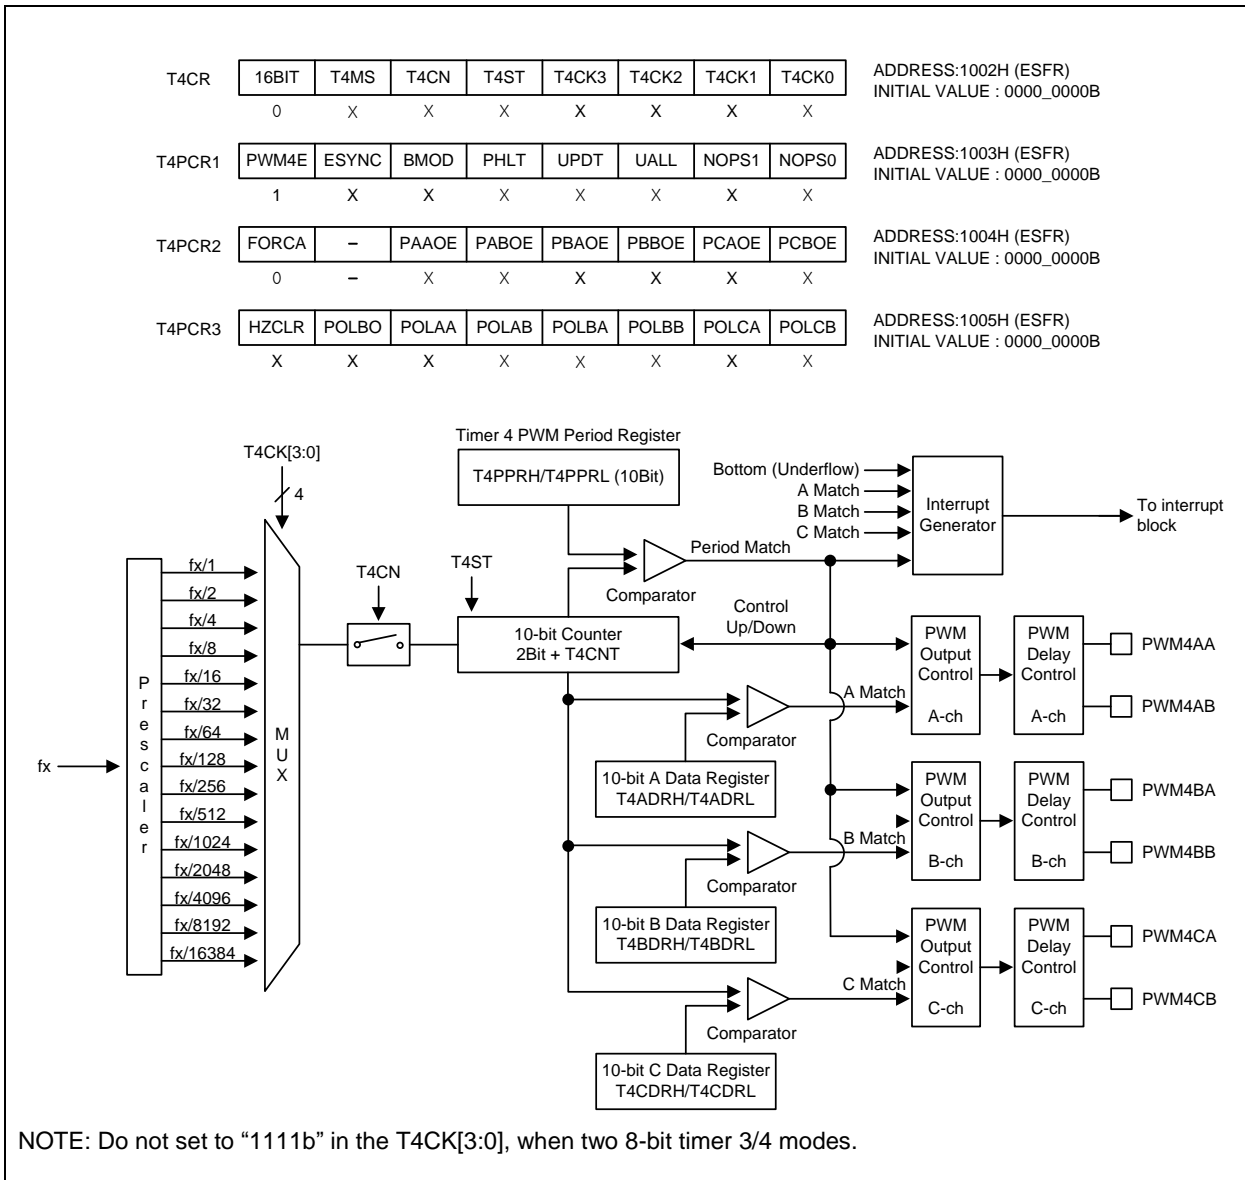 T4CR 16BIT T4MS T4CN T4ST T4CK3 T4CK2 T4CK1 T4CK0 ADDRESS:1002H (ESFR)
INITIAL VALUE : 0000_0000B
0 X X X X X X X
T4PCR1 PWM4E ESYNC BMOD PHLT UPDT UALL NOPS1 NOPS0 ADDRESS:1003H (ESFR)
INITIAL VALUE : 0000_0000B
1 X X X X X X X
T4PCR2 FORCA – PAAOE PABOE PBAOE PBBOE PCAOE PCBOE ADDRESS:1004H (ESFR)
INITIAL VALUE : 0000_0000B
0 – X X X X X X
T4PCR3 HZCLR POLBO POLAA POLAB POLBA POLBB POLCA POLCB ADDRESS:1005H (ESFR)
INITIAL VALUE : 0000_0000B
X X X X X X X X
T4CK[3:0]
4
fx
Prescaler
fx/1
fx/2
fx/4
fx/8
fx/16
fx/32
fx/64
fx/128
fx/256
fx/512
fx/1024
fx/2048
fx/4096
fx/8192
fx/16384
MUX
T4CN
T4ST
10-bit Counter
2Bit + T4CNT
Timer 4 PWM Period Register
T4PPRH/T4PPRL (10Bit)
Comparator
Period Match
Control
Up/Down
Bottom (Underflow)
A Match
B Match
C Match
Interrupt
Generator
To interrupt
block
A Match
Comparator
10-bit A Data Register
T4ADRH/T4ADRL
PWM
Output
Control
A-ch
PWM
Delay
Control
A-ch
PWM4AA
PWM4AB
B Match
Comparator
10-bit B Data Register
T4BDRH/T4BDRL
PWM
Output
Control
B-ch
PWM
Delay
Control
B-ch
PWM4BA
PWM4BB
C Match
Comparator
10-bit C Data Register
T4CDRH/T4CDRL
PWM
Output
Control
C-ch
PWM
Delay
Control
C-ch
PWM4CA
PWM4CB
NOTE: Do not set to “1111b” in the T4CK[3:0], when two 8-bit timer 3/4 modes.